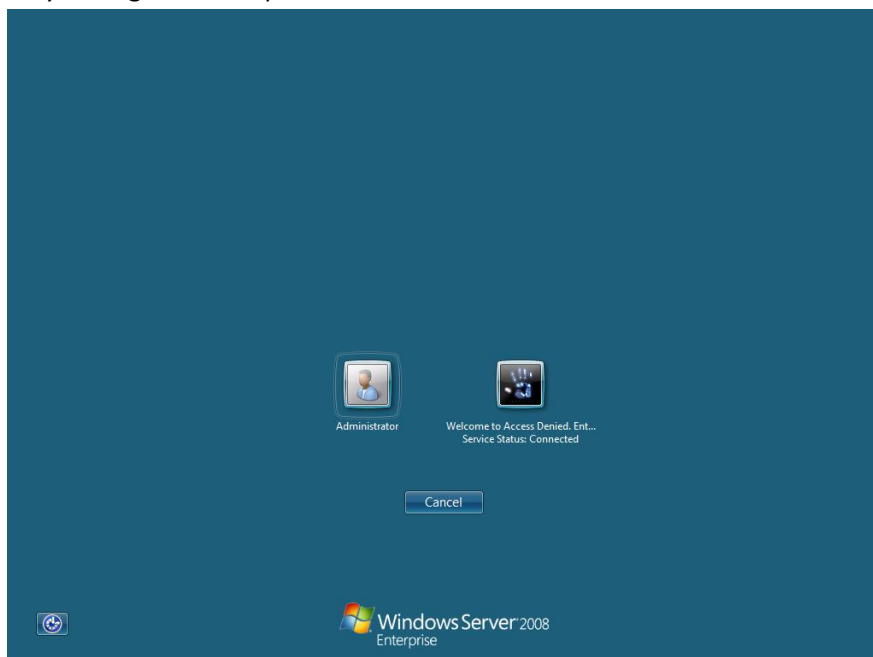 Administrator
Welcome to Access Denied. Ent...
Service Status: Connected
Cancel
Windows Server 2008
Enterprise